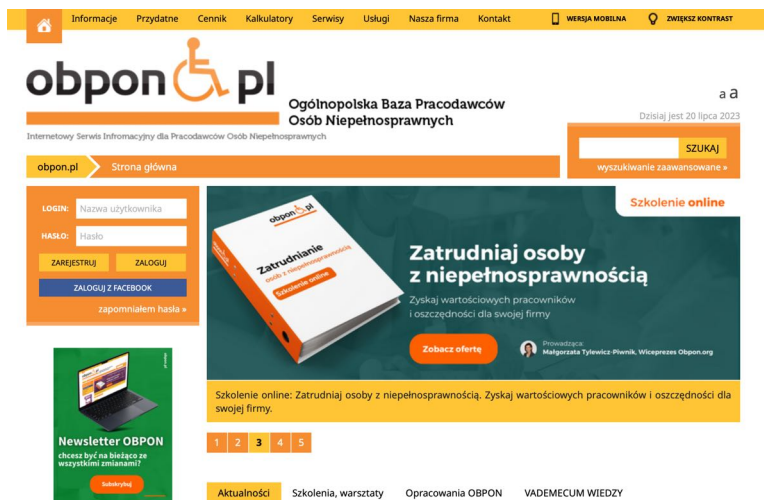 Informacje Przydatne Cennik Kalkulatory Serwisy Usługi Nasza firma Kontakt WERSJA MOBILNA ZWIĘKSZ KONTRAST
obpon.pl
Ogólnopolska Baza Pracodawców
Osób Niepełnosprawnych
Internetowy Serwis Infromacyjny dla Pracodawców Osób Niepełnosprawnych
a a
Dzisiaj jest 20 lipca 2023
SZUKAJ
wyszukiwanie zaawansowane »
obpon.pl Strona główna
LOGIN: Nazwa użytkownika
HASŁO: Hasło
ZAREJESTRUJ ZALOGUJ
ZALOGUJ Z FACEBOOK
zapomniałem hasła »
Szkolenie online
obpon.pl
Zatrudnianie
osób z niepełnosprawnością
Szkolenie online
Zatrudniaj osoby
z niepełnosprawnością
Zyskaj wartościowych pracowników
i oszczędności dla swojej firmy
Zobacz ofertę
Prowadząca:
Małgorzata Tylewicz-Piwnik, Wiceprezes Obpon.org
Szkolenie online: Zatrudniaj osoby z niepełnosprawnością. Zyskaj wartościowych pracowników i oszczędności dla
swojej firmy.
1 2 3 4 5
Newsletter OBPON
chcesz być na bieżąco ze
wszystkimi zmianami?
Subskrybuj
Aktualności Szkolenia, warsztaty Opracowania OBPON VADEMECUM WIEDZY